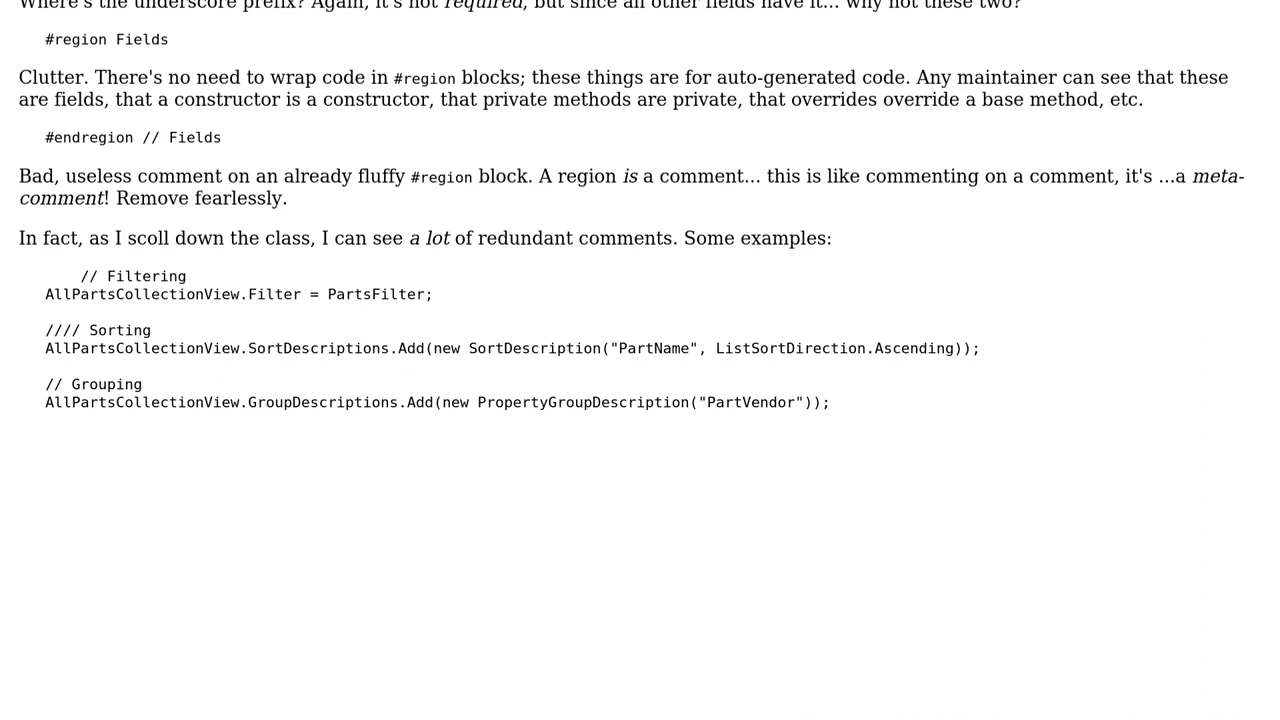 Where's the underscore prefix? Again, it's not required, but since all other fields have it... why not these two?
#region Fields
Clutter. There's no need to wrap code in #region blocks; these things are for auto-generated code. Any maintainer can see that these
are fields, that a constructor is a constructor, that private methods are private, that overrides override a base method, etc.
#endregion // Fields
Bad, useless comment on an already fluffy #region block. A region is a comment... this is like commenting on a comment, it's ...a meta-
comment! Remove fearlessly.
In fact, as I scoll down the class, I can see a lot of redundant comments. Some examples:
// Filtering
AllPartsCollectionView.Filter = PartsFilter;
//// Sorting
AllPartsCollectionView.SortDescriptions.Add(new SortDescription("PartName", ListSortDirection.Ascending));
// Grouping
AllPartsCollectionView.GroupDescriptions.Add(new PropertyGroupDescription("PartVendor"));